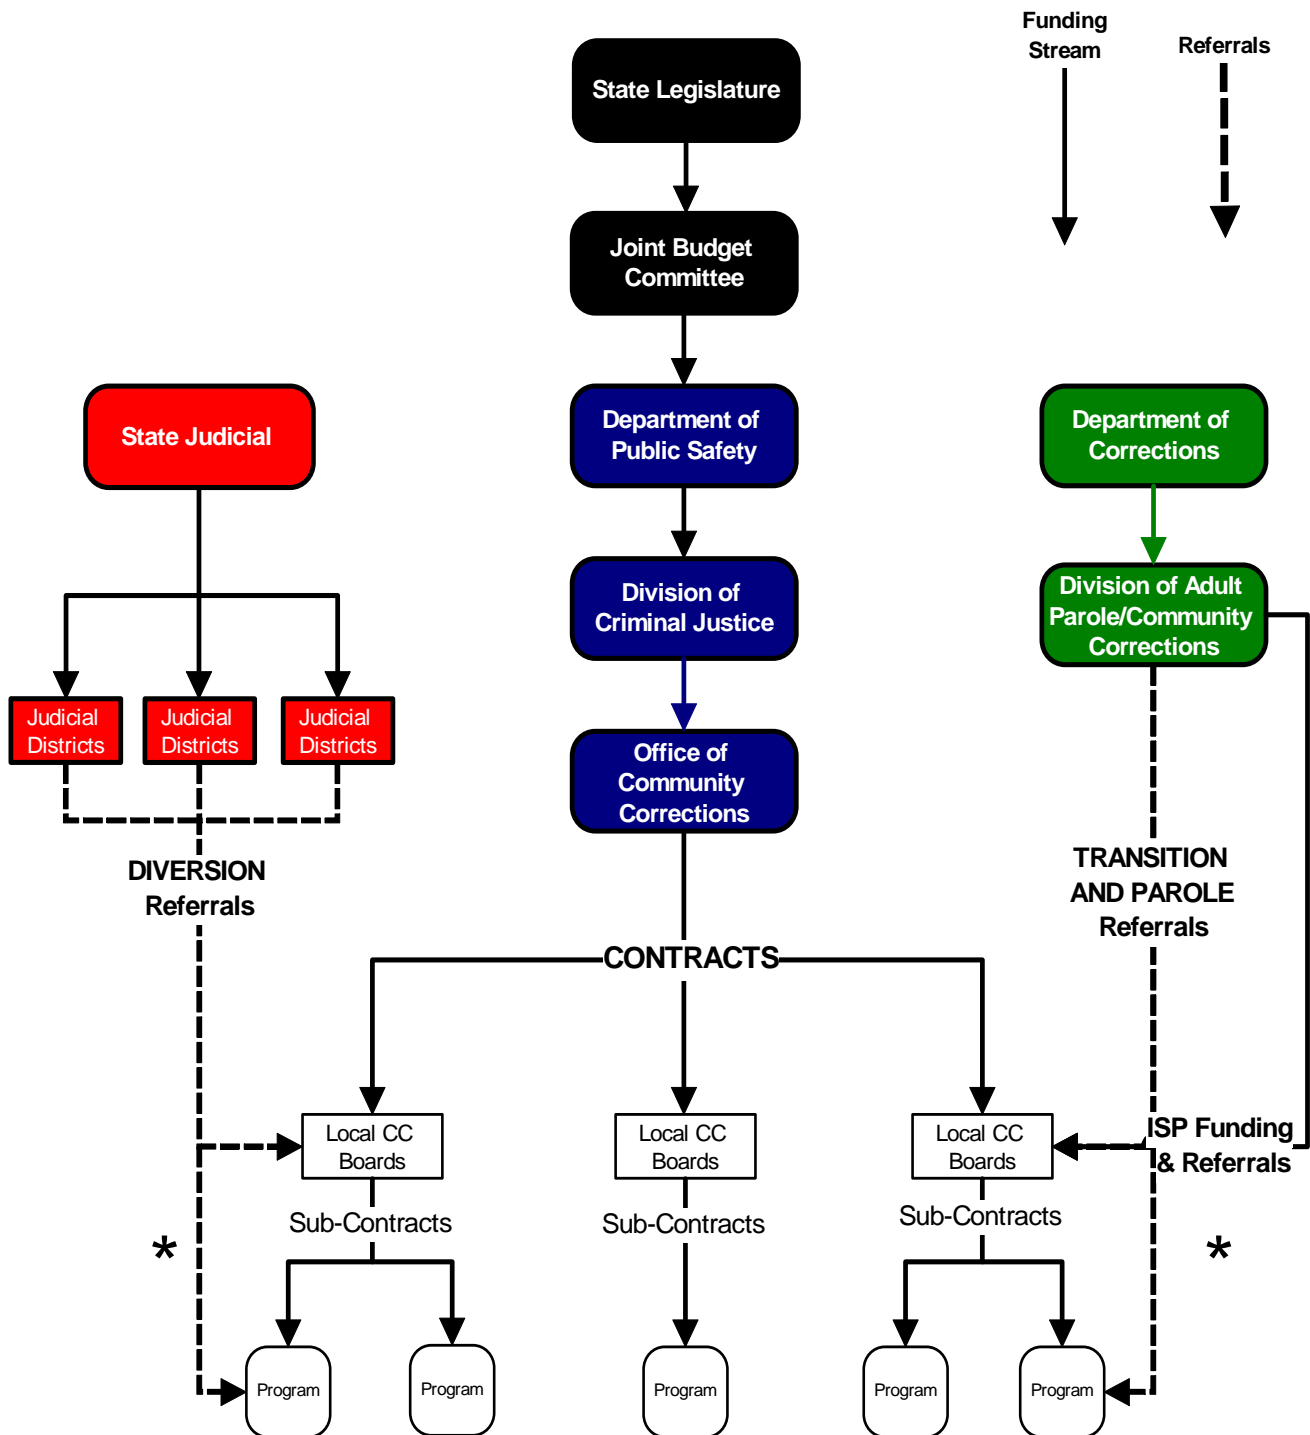 Funding
Stream
Referrals
State Legislature
Joint Budget
Committee
State Judicial
Department of
Public Safety
Department of
Corrections
Division of
Criminal Justice
Division of Adult
Parole/Community
Corrections
Judicial
Districts
Judicial
Districts
Judicial
Districts
Office of
Community
Corrections
DIVERSION
Referrals
TRANSITION
AND PAROLE
Referrals
CONTRACTS
Local CC
Boards
Local CC
Boards
Local CC
Boards
ISP Funding
& Referrals
Sub-Contracts
Sub-Contracts
Sub-Contracts
*
*
Program
Program
Program
Program
Program